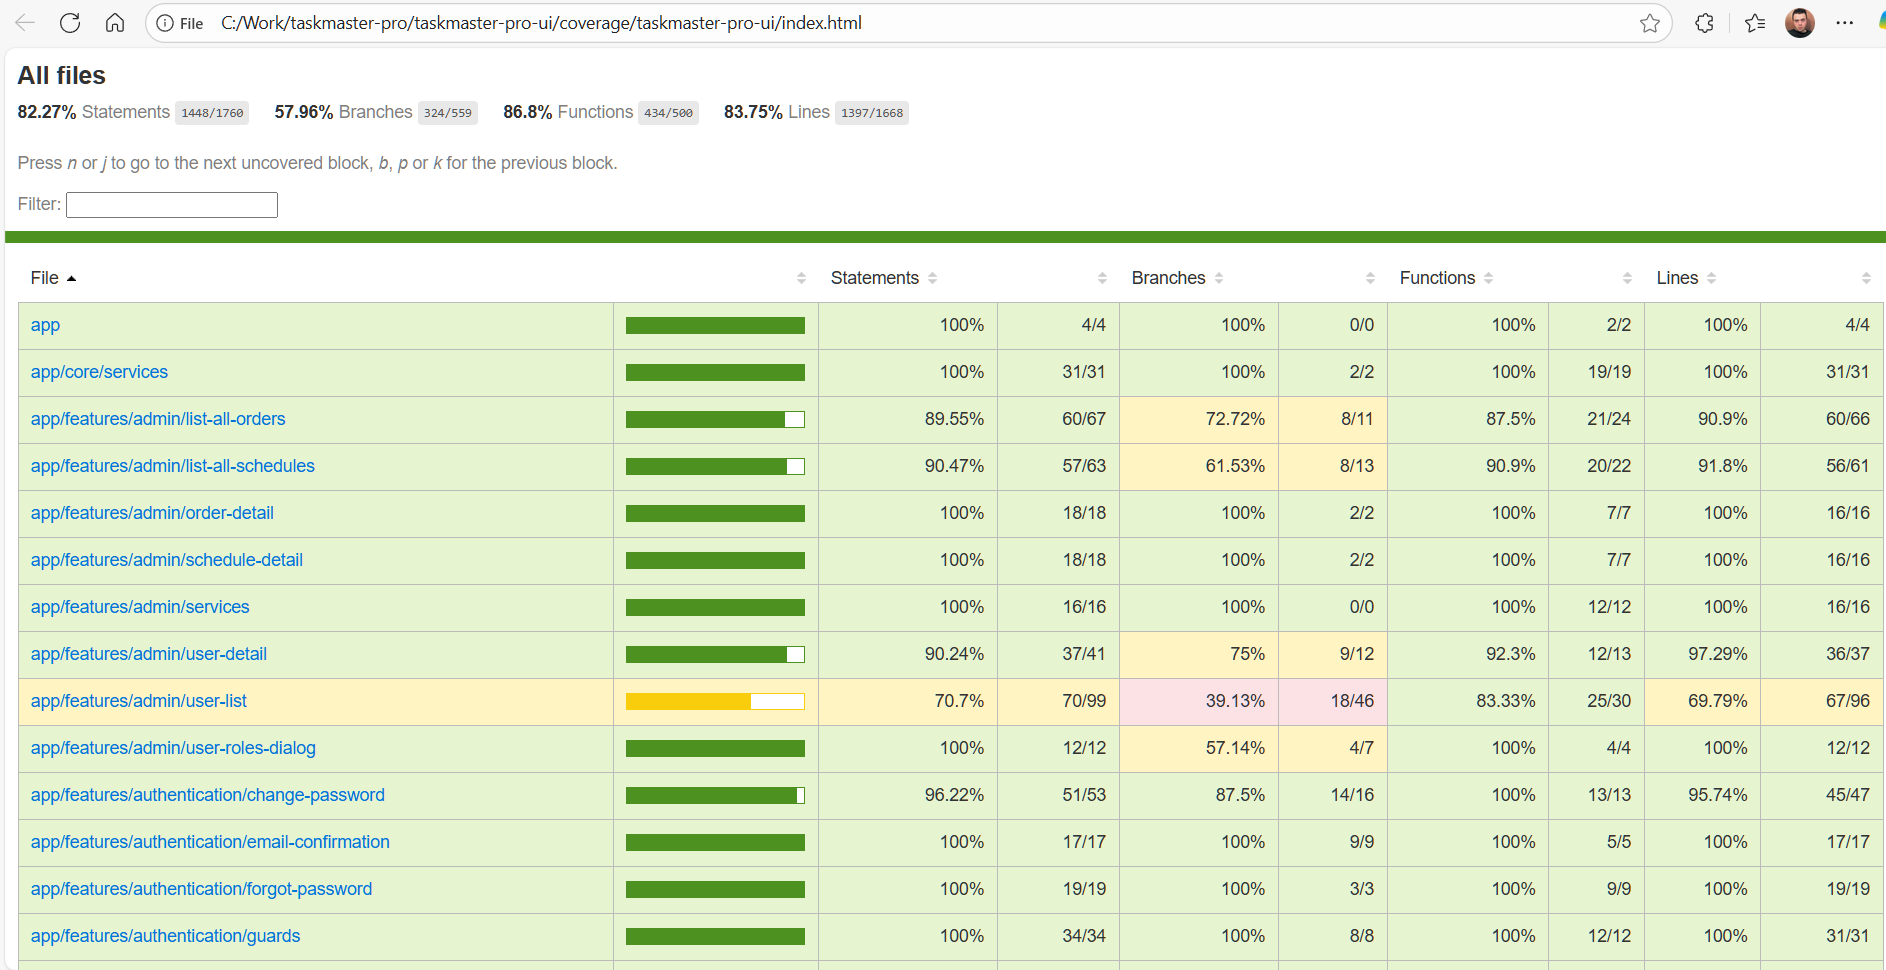 File C:/Work/taskmaster-pro/taskmaster-pro-ui/coverage/taskmaster-pro-ui/index.html
All files
82.27% Statements 1448/1760 57.96% Branches 324/559 86.8% Functions 434/500 83.75% Lines 1397/1668
Press n or j to go to the next uncovered block, b, p or k for the previous block.
Filter:
File Statements Branches Functions Lines
app 100% 4/4 100% 0/0 100% 2/2 100% 4/4
app/core/services 100% 31/31 100% 2/2 100% 19/19 100% 31/31
app/features/admin/list-all-orders 89.55% 60/67 72.72% 8/11 87.5% 21/24 90.9% 60/66
app/features/admin/list-all-schedules 90.47% 57/63 61.53% 8/13 90.9% 20/22 91.8% 56/61
app/features/admin/order-detail 100% 18/18 100% 2/2 100% 7/7 100% 16/16
app/features/admin/schedule-detail 100% 18/18 100% 2/2 100% 7/7 100% 16/16
app/features/admin/services 100% 16/16 100% 0/0 100% 12/12 100% 16/16
app/features/admin/user-detail 90.24% 37/41 75% 9/12 92.3% 12/13 97.29% 36/37
app/features/admin/user-list 70.7% 70/99 39.13% 18/46 83.33% 25/30 69.79% 67/96
app/features/admin/user-roles-dialog 100% 12/12 57.14% 4/7 100% 4/4 100% 12/12
app/features/authentication/change-password 96.22% 51/53 87.5% 14/16 100% 13/13 95.74% 45/47
app/features/authentication/email-confirmation 100% 17/17 100% 9/9 100% 5/5 100% 17/17
app/features/authentication/forgot-password 100% 19/19 100% 3/3 100% 9/9 100% 19/19
app/features/authentication/guards 100% 34/34 100% 8/8 100% 12/12 100% 31/31